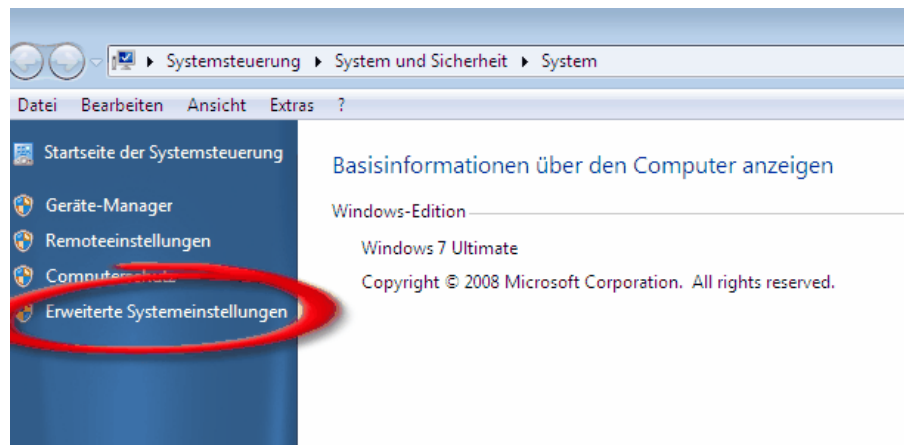 Systemsteuerung ▸ System und Sicherheit ▸ System
Datei Bearbeiten Ansicht Extras ?
Startseite der Systemsteuerung
Geräte-Manager
Remoteeinstellungen
Computerschutz
Erweiterte Systemeinstellungen
Basisinformationen über den Computer anzeigen
Windows-Edition
Windows 7 Ultimate
Copyright © 2008 Microsoft Corporation. All rights reserved.